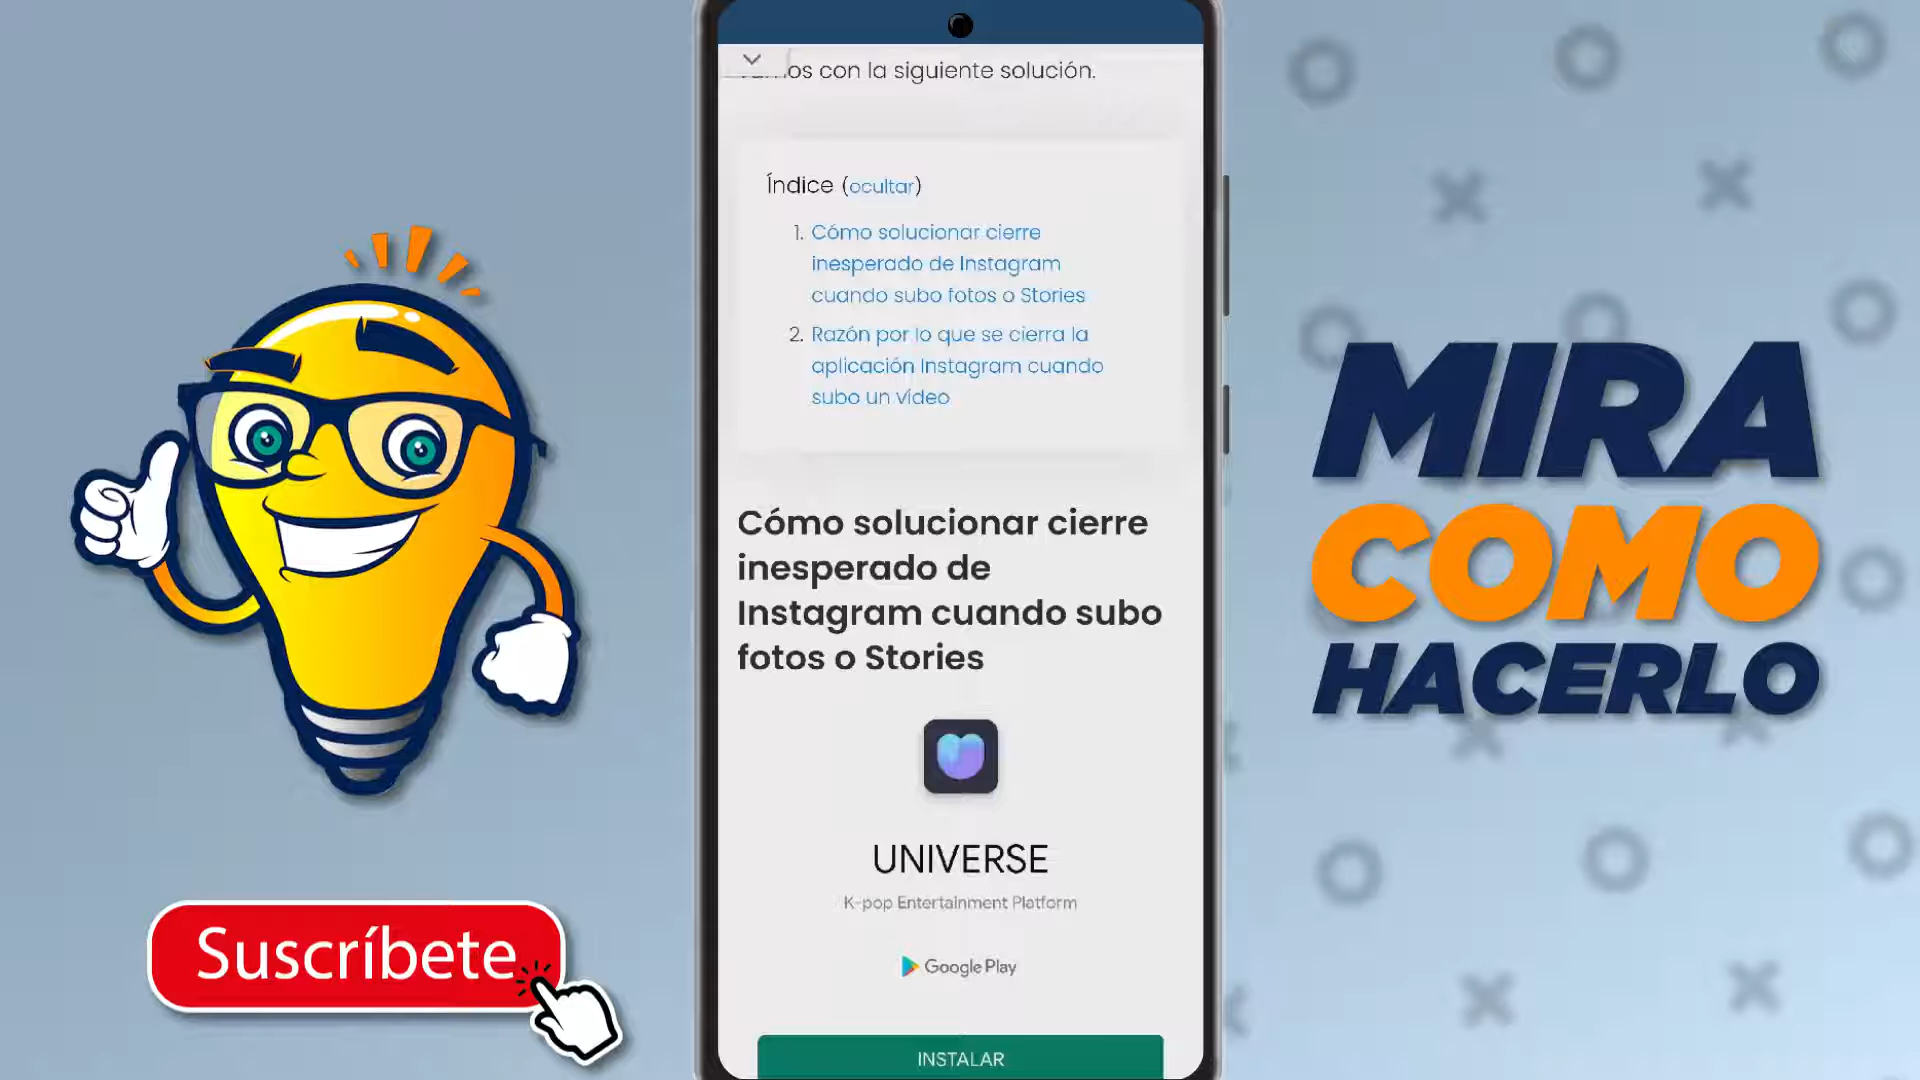 con la siguiente solución.
Índice (ocultar)
1. Cómo solucionar cierre
inesperado de Instagram
cuando subo fotos o Stories
2. Razón por lo que se cierra la
aplicación Instagram cuando
subo un vídeo
Cómo solucionar cierre
inesperado de
Instagram cuando subo
fotos o Stories
UNIVERSE
K-pop Entertainment Platform
Google Play
INSTALAR
Suscríbete
MIRA
COMO
HACERLO